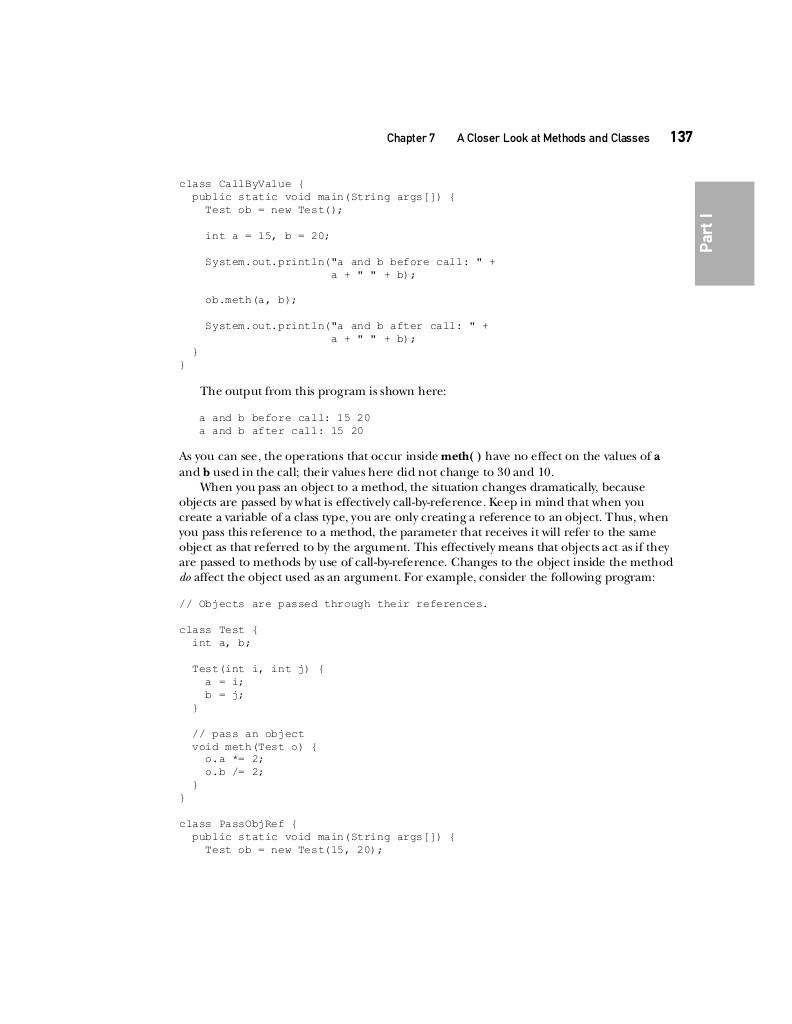 Chapter 7 A Closer Look at Methods and Classes 137
Part I
class CallByValue {
  public static void main(String args[]) {
    Test ob = new Test();

    int a = 15, b = 20;

    System.out.println("a and b before call: " +
                       a + " " + b);

    ob.meth(a, b);

    System.out.println("a and b after call: " +
                       a + " " + b);
  }
}
The output from this program is shown here:
a and b before call: 15 20
a and b after call: 15 20
As you can see, the operations that occur inside meth( ) have no effect on the values of a
and b used in the call; their values here did not change to 30 and 10.
When you pass an object to a method, the situation changes dramatically, because
objects are passed by what is effectively call-by-reference. Keep in mind that when you
create a variable of a class type, you are only creating a reference to an object. Thus, when
you pass this reference to a method, the parameter that receives it will refer to the same
object as that referred to by the argument. This effectively means that objects act as if they
are passed to methods by use of call-by-reference. Changes to the object inside the method
do affect the object used as an argument. For example, consider the following program:
// Objects are passed through their references.

class Test {
  int a, b;

  Test(int i, int j) {
    a = i;
    b = j;
  }

  // pass an object
  void meth(Test o) {
    o.a *= 2;
    o.b /= 2;
  }
}

class PassObjRef {
  public static void main(String args[]) {
    Test ob = new Test(15, 20);